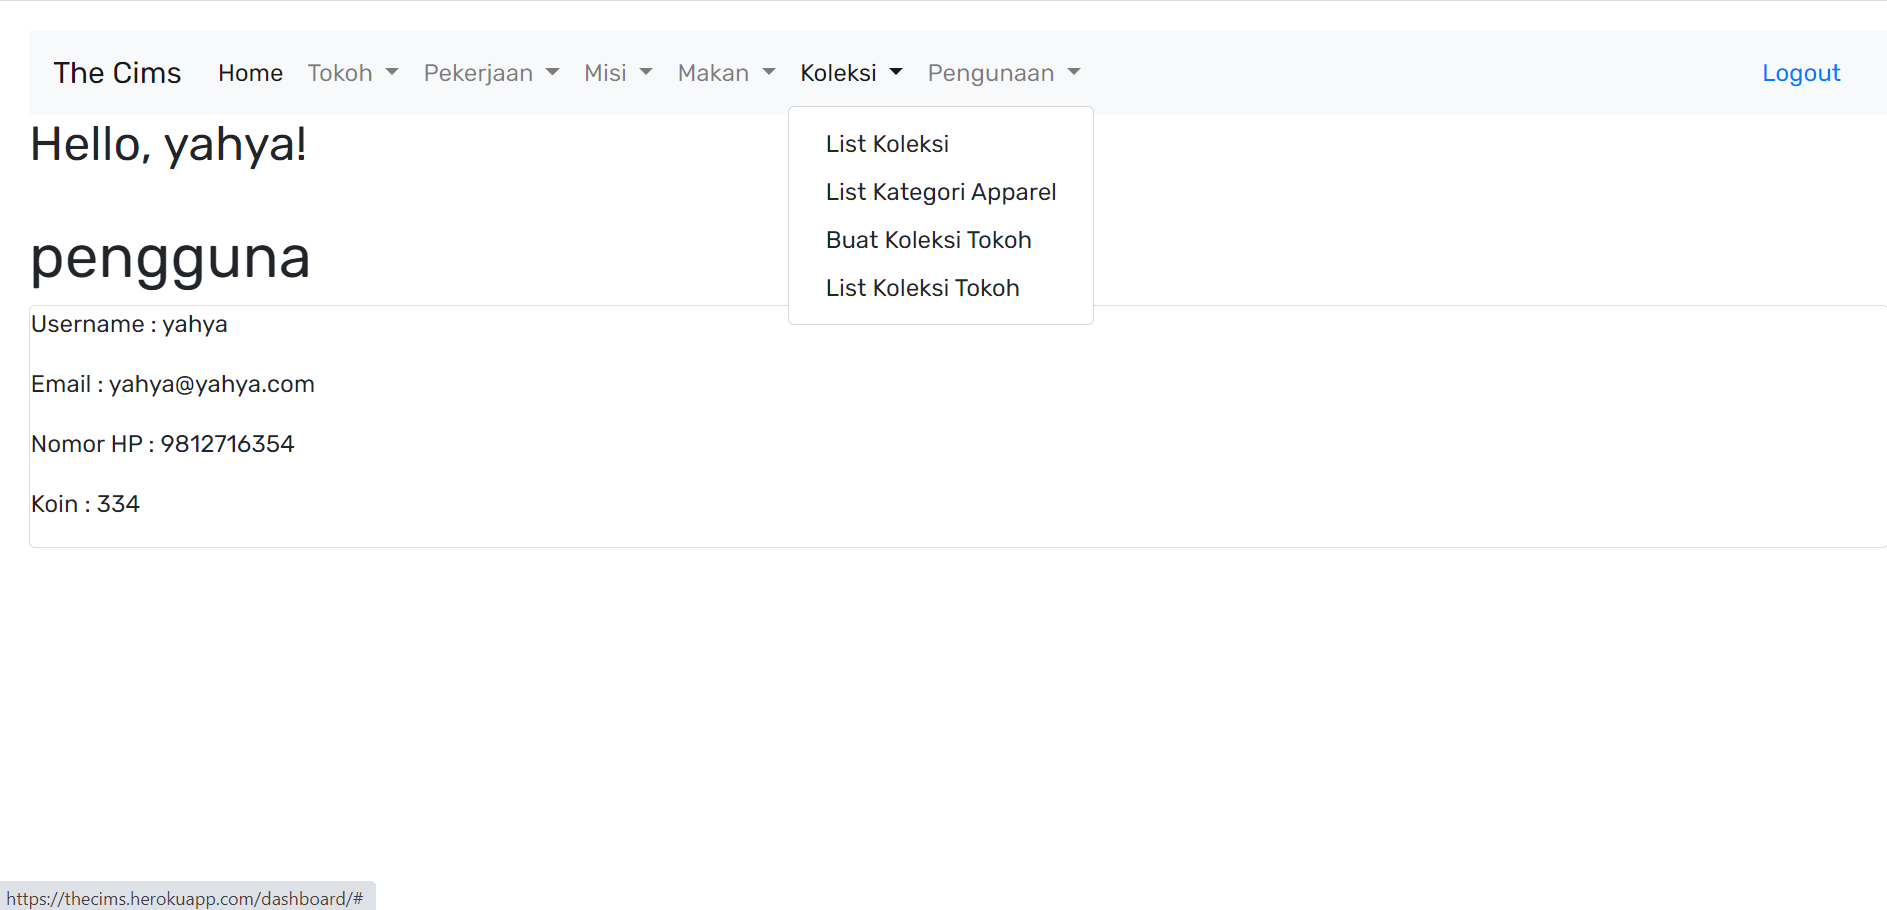 The Cims Home Tokoh Pekerjaan Misi Makan Koleksi Pengunaan Logout
Hello, yahya!
List Koleksi
List Kategori Apparel
Buat Koleksi Tokoh
List Koleksi Tokoh
pengguna
Username : yahya
Email : yahya@yahya.com
Nomor HP : 9812716354
Koin : 334
https://thecims.herokuapp.com/dashboard/#